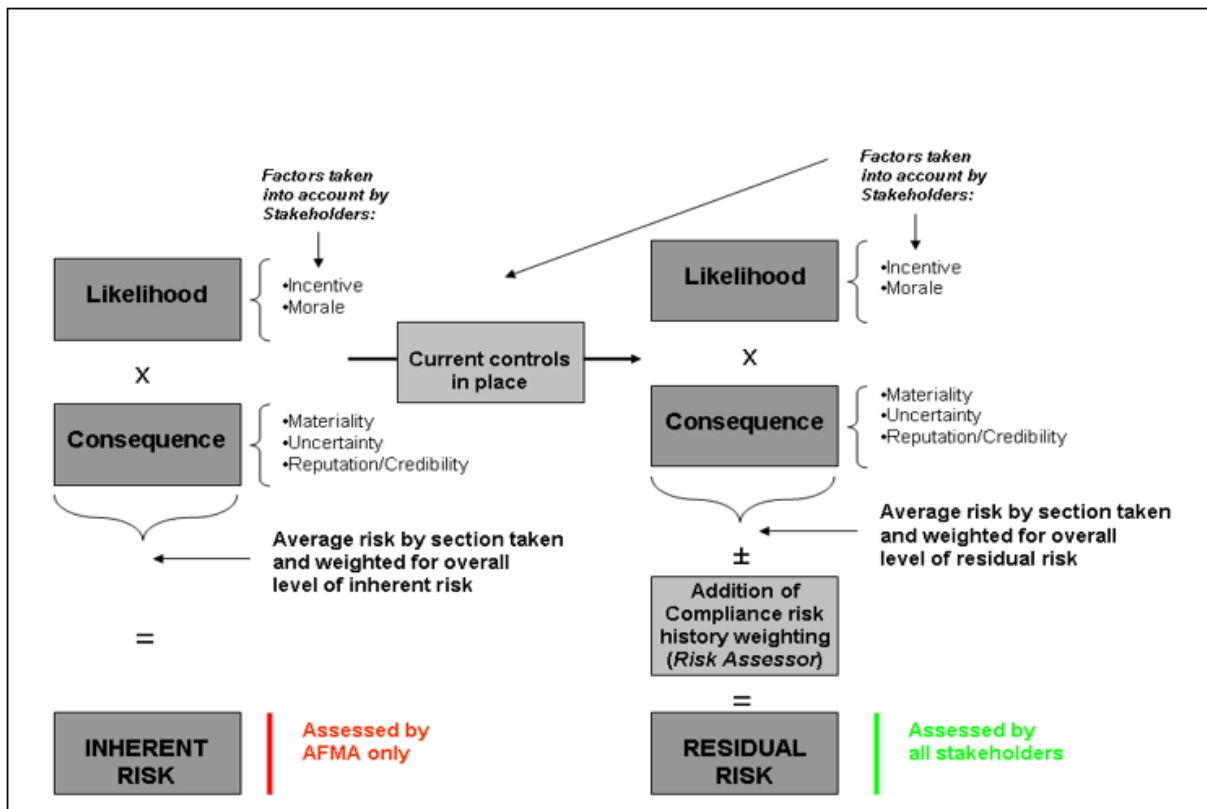 Factors taken
into account by
Stakeholders:
Likelihood
•Incentive
•Morale
x
Consequence
•Materiality
•Uncertainty
•Reputation/Credibility
Average risk by section taken
and weighted for overall
level of inherent risk
=
INHERENT
RISK
Assessed by
AFMA only
Current controls
in place
Factors taken
into account by
Stakeholders:
Likelihood
•Incentive
•Morale
x
Consequence
•Materiality
•Uncertainty
•Reputation/Credibility
Average risk by section taken
and weighted for overall
level of residual risk
±
Addition of
Compliance risk
history weighting
(Risk Assessor)
=
RESIDUAL
RISK
Assessed by
all stakeholders